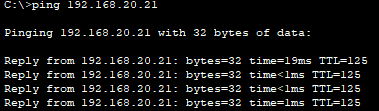 C:\>ping 192.168.20.21
Pinging 192.168.20.21 with 32 bytes of data:
Reply from 192.168.20.21: bytes=32 time=19ms TTL=125
Reply from 192.168.20.21: bytes=32 time<1ms TTL=125
Reply from 192.168.20.21: bytes=32 time<1ms TTL=125
Reply from 192.168.20.21: bytes=32 time<1ms TTL=125